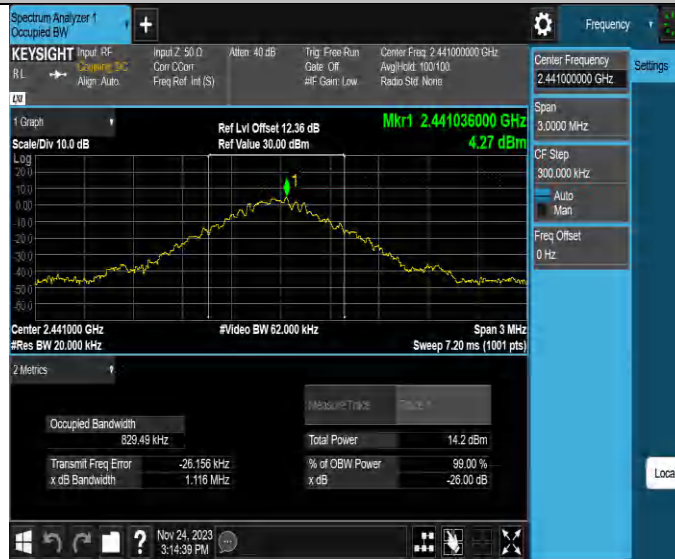 Spectrum Analyzer 1
Occupied BW
Frequency
KEYSIGHT Input: RF
Coupling: DC
Align: Auto
Input Z: 50 Ω
Corr CCorr
Freq Ref: Int (S)
Atten: 40 dB
Trig: Free Run
Gate: Off
#IF Gain: Low
Center Freq: 2.441000000 GHz
Avg|Hold: 100/100
Radio Std: None
R L
LXI
Center Frequency
2.441000000 GHz
Settings
Span
3.0000 MHz
CF Step
300.000 kHz
Auto
Man
Freq Offset
0 Hz
1 Graph
Scale/Div 10.0 dB
Ref Lvl Offset 12.36 dB
Ref Value 30.00 dBm
Mkr1 2.441036000 GHz
4.27 dBm
Log
20.0
10.0
0.00
-10.0
-20.0
-30.0
-40.0
-50.0
-60.0
1
Center 2.441000 GHz
#Video BW 62.000 kHz
Span 3 MHz
#Res BW 20.000 kHz
Sweep 7.20 ms (1001 pts)
2 Metrics
Measure Trace
Trace 1
Occupied Bandwidth
829.49 kHz
Total Power
14.2 dBm
Transmit Freq Error
-26.156 kHz
% of OBW Power
99.00 %
x dB Bandwidth
1.116 MHz
x dB
-26.00 dB
Loca
?
Nov 24, 2023
3:14:39 PM